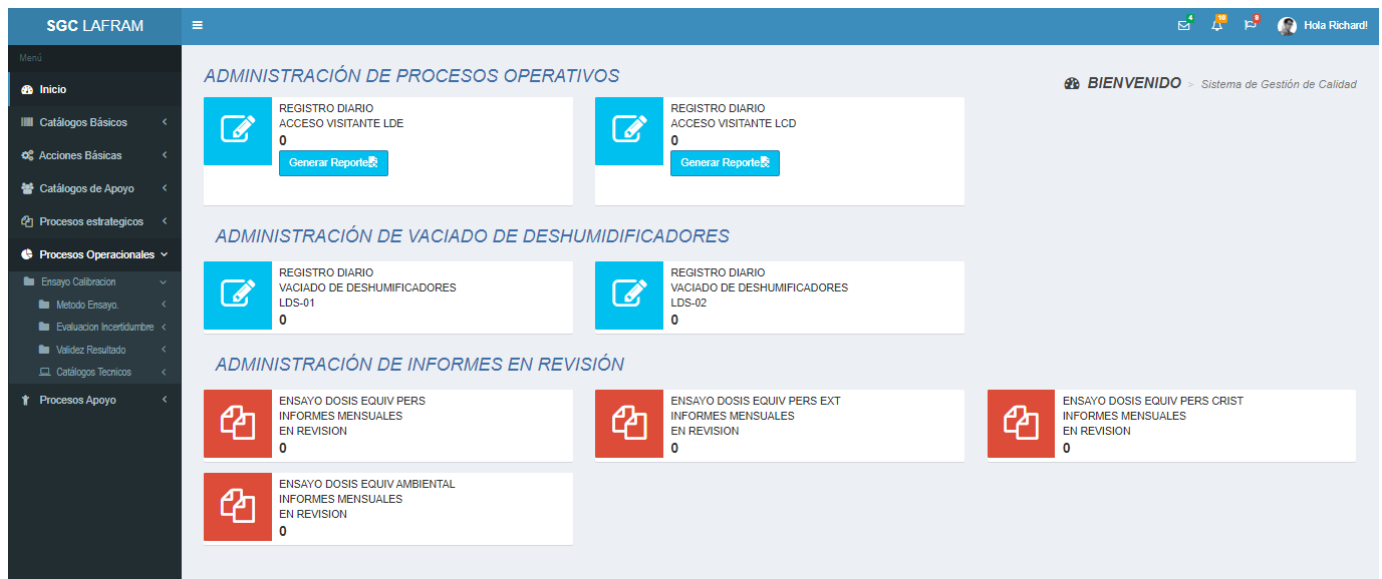 SGC LAFRAM
4
10
9
Hola Richard!
Menú
Inicio
Catálogos Básicos
Acciones Básicas
Catálogos de Apoyo
Procesos estrategicos
Procesos Operacionales
Ensayo Calibracion
Metodo Ensayo.
Evaluacion Incertidumbre
Validez Resultado
Catálogos Tecnicos
Procesos Apoyo
ADMINISTRACIÓN DE PROCESOS OPERATIVOS
BIENVENIDO > Sistema de Gestión de Calidad
REGISTRO DIARIO
ACCESO VISITANTE LDE
0
Generar Reporte
REGISTRO DIARIO
ACCESO VISITANTE LCD
0
Generar Reporte
ADMINISTRACIÓN DE VACIADO DE DESHUMIDIFICADORES
REGISTRO DIARIO
VACIADO DE DESHUMIFICADORES
LDS-01
0
REGISTRO DIARIO
VACIADO DE DESHUMIFICADORES
LDS-02
0
ADMINISTRACIÓN DE INFORMES EN REVISIÓN
ENSAYO DOSIS EQUIV PERS
INFORMES MENSUALES
EN REVISION
0
ENSAYO DOSIS EQUIV PERS EXT
INFORMES MENSUALES
EN REVISION
0
ENSAYO DOSIS EQUIV PERS CRIST
INFORMES MENSUALES
EN REVISION
0
ENSAYO DOSIS EQUIV AMBIENTAL
INFORMES MENSUALES
EN REVISION
0